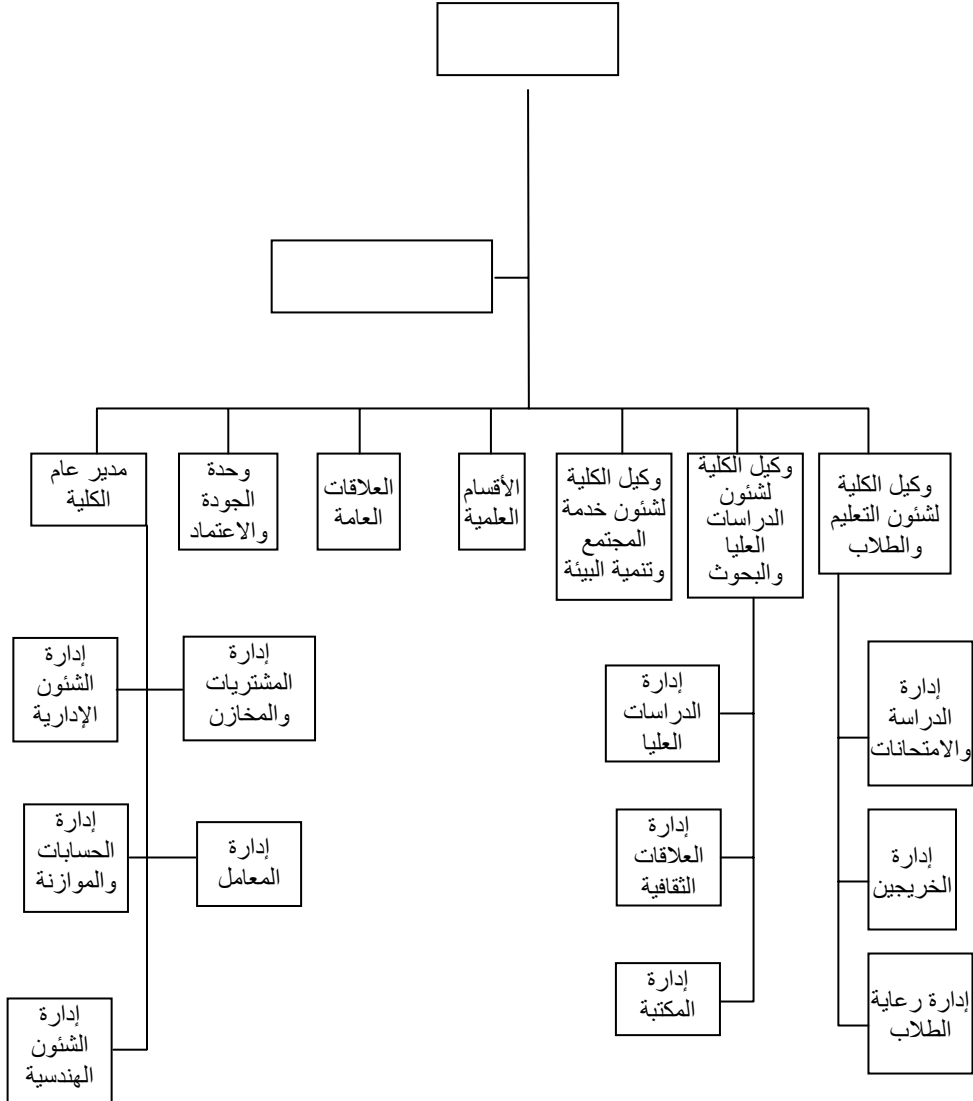 وكيل الكلية
لشئون التعليم
والطلاب
وكيل الكلية
لشئون
الدراسات
العليا
والبحوث
وكيل الكلية
لشئون خدمة
المجتمع
وتنمية البيئة
الأقسام
العلمية
العلاقات
العامة
وحدة
الجودة
والاعتماد
مدير عام
الكلية
إدارة
الدراسة
والامتحانات
إدارة
الخريجين
إدارة رعاية
الطلاب
إدارة
الدراسات
العليا
إدارة
العلاقات
الثقافية
إدارة
المكتبة
إدارة
المشتريات
والمخازن
إدارة
الشئون
الإدارية
إدارة
المعامل
إدارة
الحسابات
والموازنة
إدارة
الشئون
الهندسية